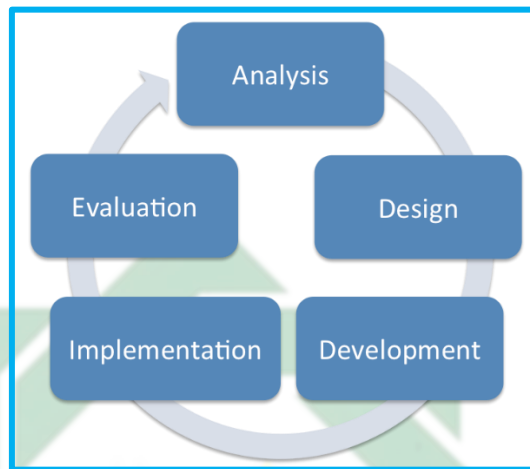 Analysis
Design
Development
Implementation
Evaluation